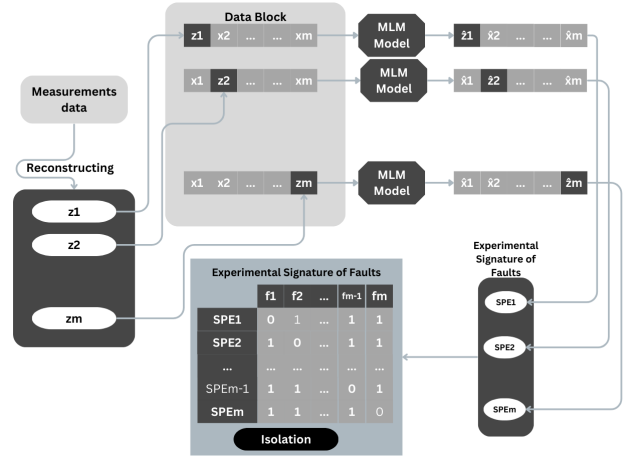 Data Block
z1 x2 ... ... xm
MLM
Model
ẑ1 x̂2 ... ... x̂m
x1 z2 ... ... xm
MLM
Model
x̂1 ẑ2 ... ... x̂m
Measurements
data
Reconstructing
x1 x2 ... ... zm
MLM
Model
x̂1 x̂2 ... ... ẑm
z1
z2
zm
Experimental
Signature of
Faults
SPE1
SPE2
SPEm
Experimental Signature of Faults
f1 f2 ... fm-1 fm
SPE1 0 1 ... 1 1
SPE2 1 0 ... 1 1
... ... ... ... ... ...
SPEm-1 1 1 ... 0 1
SPEm 1 1 ... 1 0
Isolation